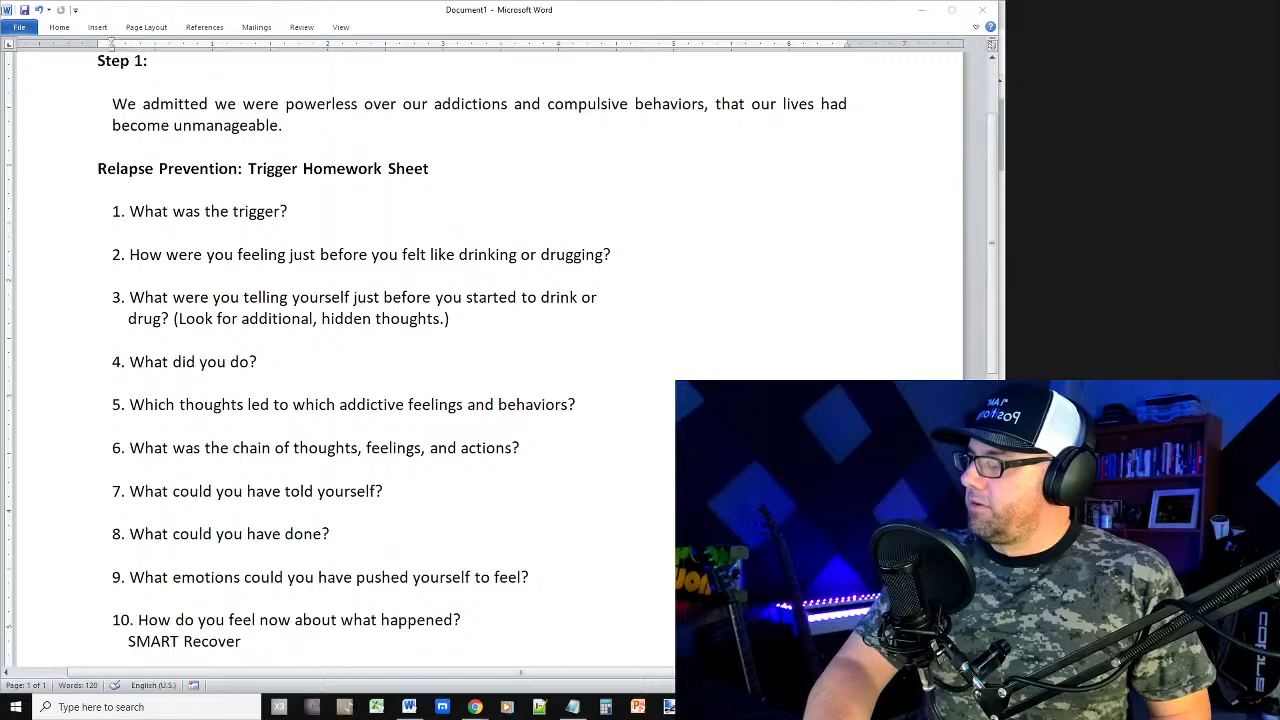 Document1 - Microsoft Word
File Home Insert Page Layout References Mailings Review View
1 2 3 4 5 6 7
Step 1:
We admitted we were powerless over our addictions and compulsive behaviors, that our lives had
become unmanageable.
Relapse Prevention: Trigger Homework Sheet
1. What was the trigger?
2. How were you feeling just before you felt like drinking or drugging?
3. What were you telling yourself just before you started to drink or
drug? (Look for additional, hidden thoughts.)
4. What did you do?
5. Which thoughts led to which addictive feelings and behaviors?
6. What was the chain of thoughts, feelings, and actions?
7. What could you have told yourself?
8. What could you have done?
9. What emotions could you have pushed yourself to feel?
10. How do you feel now about what happened?
SMART Recover
Page: 1 of 1 Words: 120 English (U.S.)
Type here to search